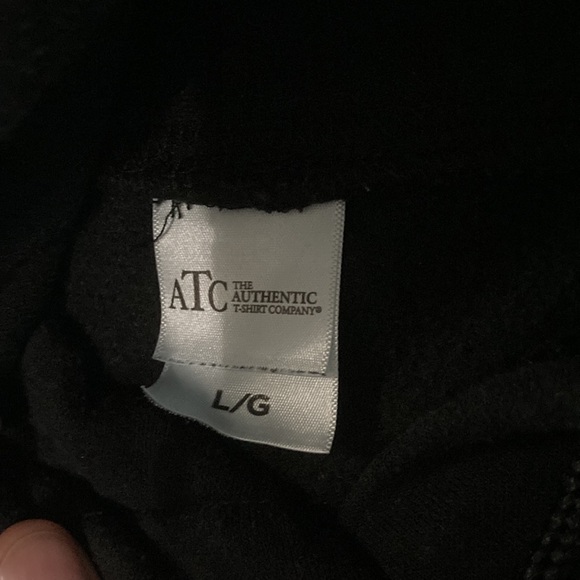 ATC THE
AUTHENTIC
T-SHIRT COMPANY®
L/G